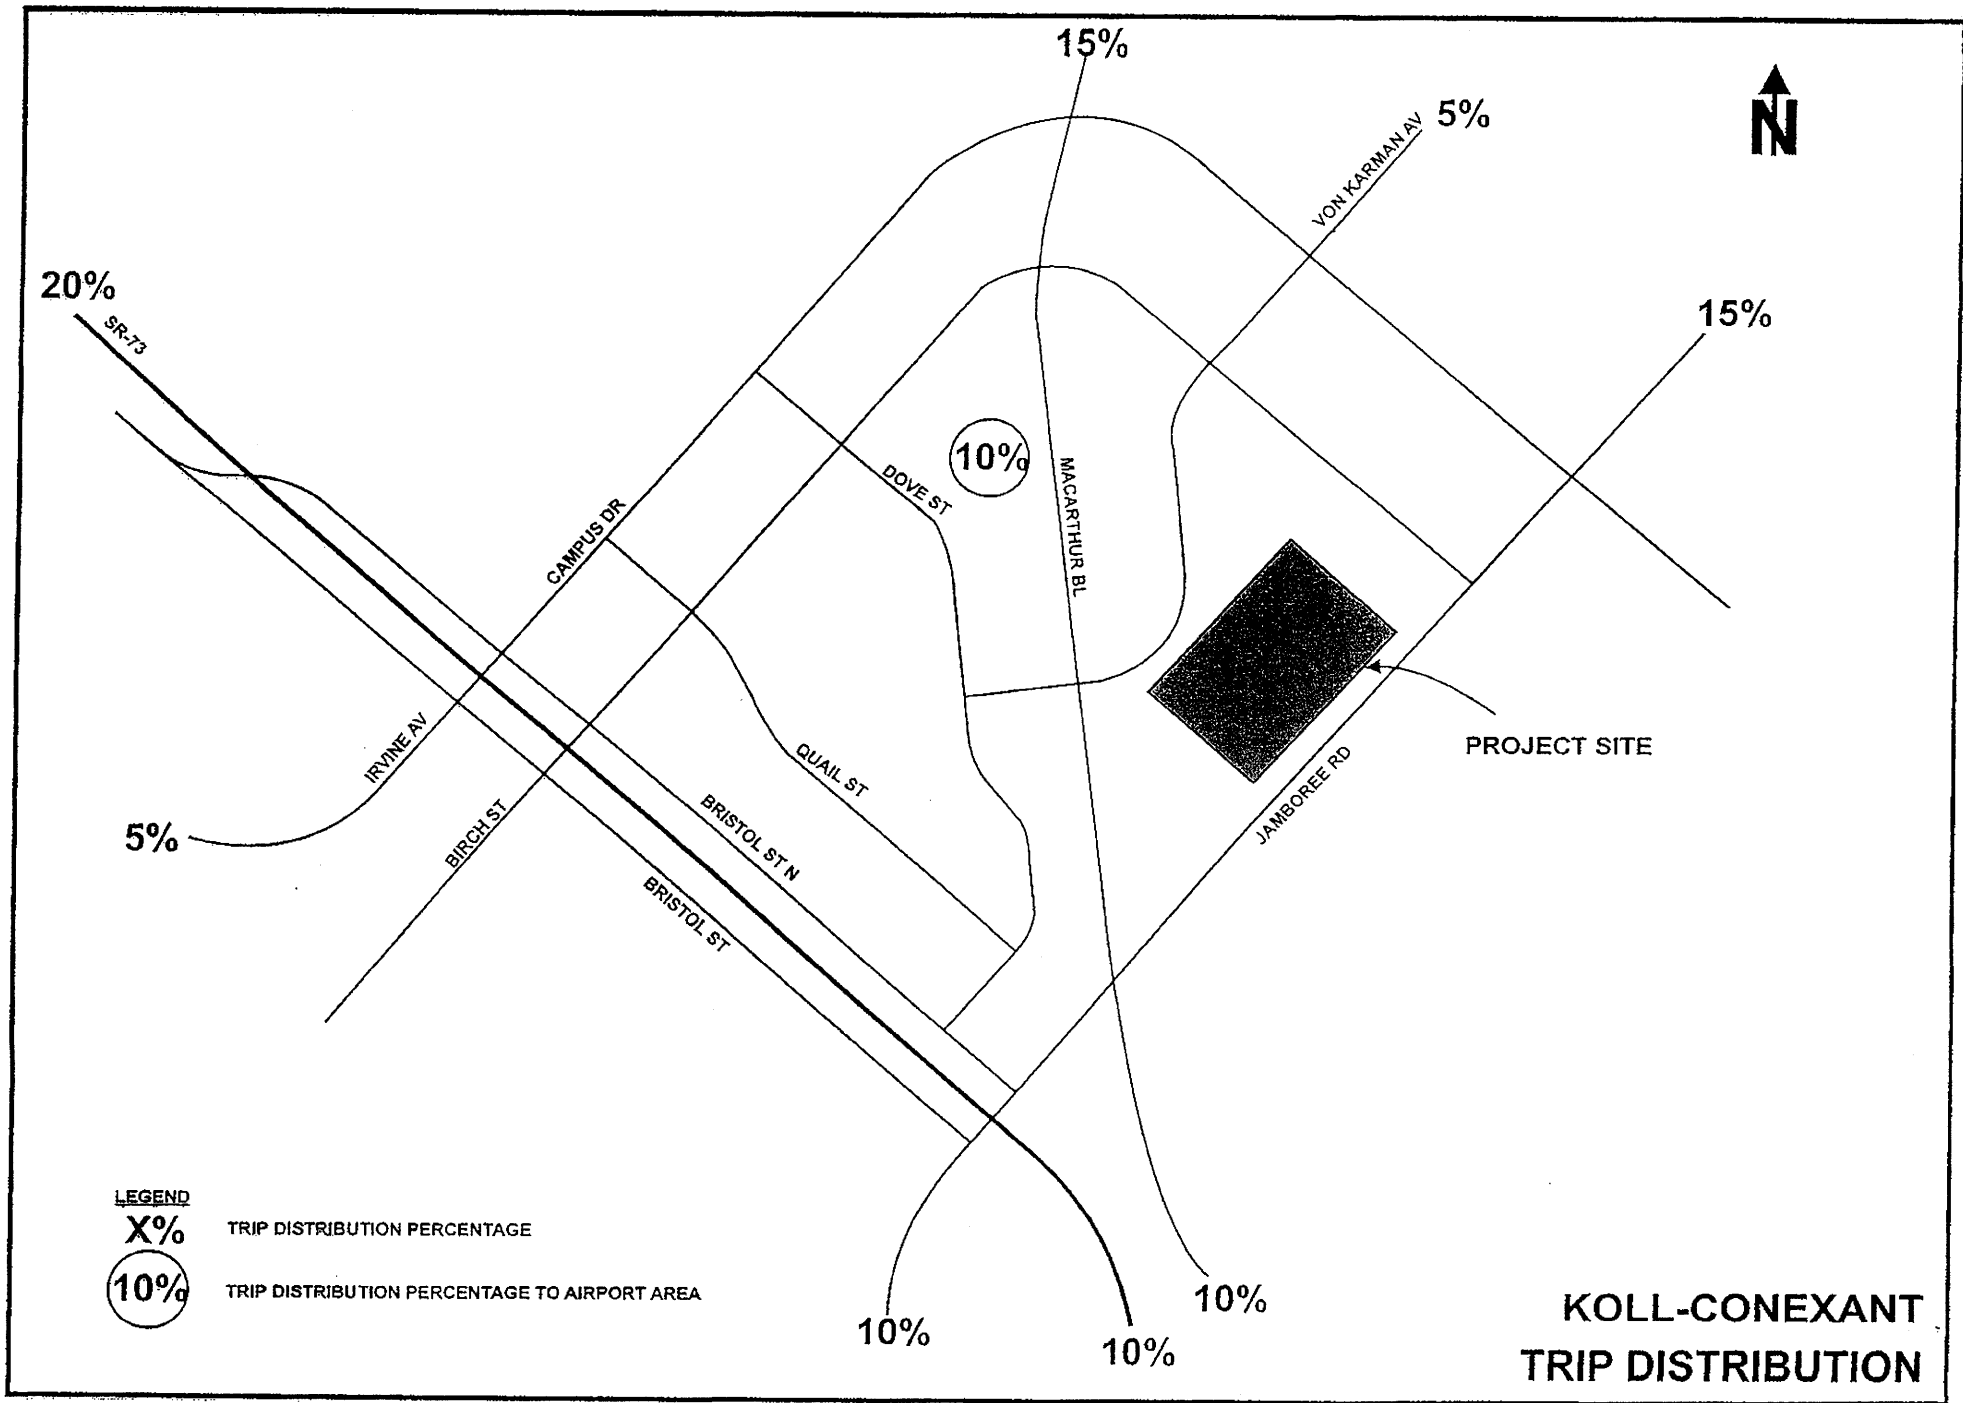 15%
N
VON KARMAN AV
5%
20%
SR-73
15%
10%
DOVE ST
MACARTHUR BL
CAMPUS DR
PROJECT SITE
IRVINE AV
QUAIL ST
JAMBOREE RD
BRISTOL ST N
5%
BIRCH ST
BRISTOL ST
LEGEND
X% TRIP DISTRIBUTION PERCENTAGE
10% TRIP DISTRIBUTION PERCENTAGE TO AIRPORT AREA
10%
10%
10%
KOLL-CONEXANT
TRIP DISTRIBUTION